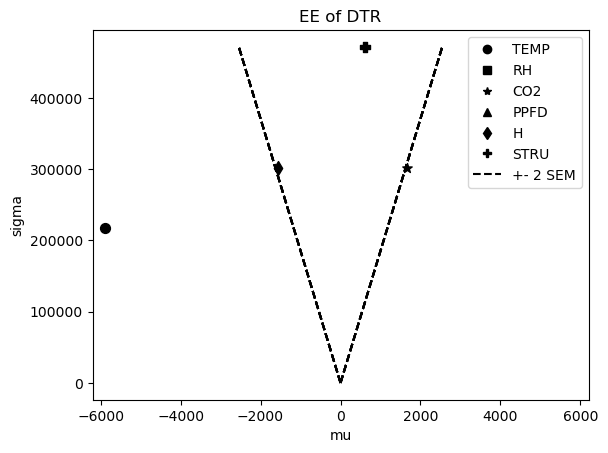 EE of DTR
sigma
400000
300000
200000
100000
0
−6000 −4000 −2000 0 2000 4000 6000
mu
TEMP
RH
CO2
PPFD
H
STRU
+- 2 SEM